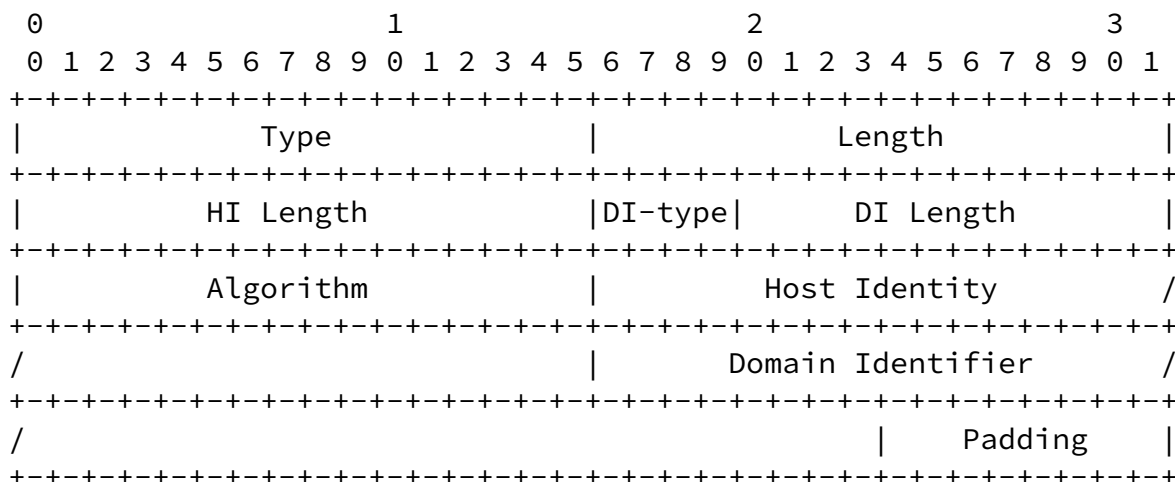 0                   1                   2                   3
 0 1 2 3 4 5 6 7 8 9 0 1 2 3 4 5 6 7 8 9 0 1 2 3 4 5 6 7 8 9 0 1
+-+-+-+-+-+-+-+-+-+-+-+-+-+-+-+-+-+-+-+-+-+-+-+-+-+-+-+-+-+-+-+-+
|             Type              |             Length            |
+-+-+-+-+-+-+-+-+-+-+-+-+-+-+-+-+-+-+-+-+-+-+-+-+-+-+-+-+-+-+-+-+
|          HI Length            |DI-type|      DI Length        |
+-+-+-+-+-+-+-+-+-+-+-+-+-+-+-+-+-+-+-+-+-+-+-+-+-+-+-+-+-+-+-+-+
|          Algorithm            |         Host Identity         /
+-+-+-+-+-+-+-+-+-+-+-+-+-+-+-+-+-+-+-+-+-+-+-+-+-+-+-+-+-+-+-+-+
/                               |       Domain Identifier       /
+-+-+-+-+-+-+-+-+-+-+-+-+-+-+-+-+-+-+-+-+-+-+-+-+-+-+-+-+-+-+-+-+
/                                               |    Padding    |
+-+-+-+-+-+-+-+-+-+-+-+-+-+-+-+-+-+-+-+-+-+-+-+-+-+-+-+-+-+-+-+-+